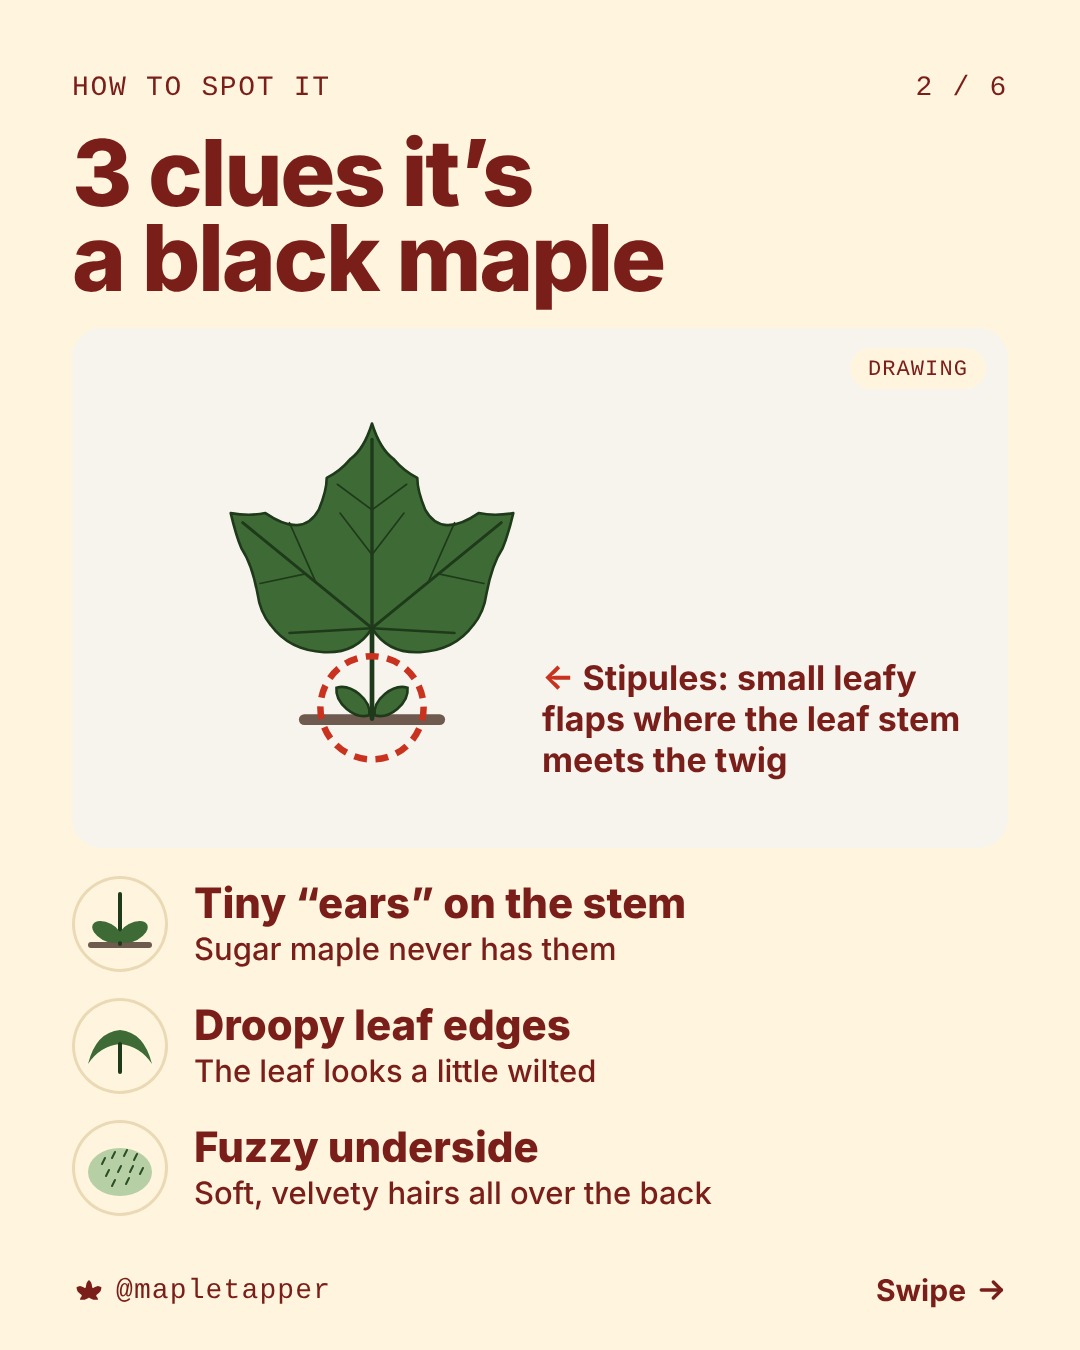 HOW TO SPOT IT
2 / 6
3 clues it’s
a black maple
DRAWING
← Stipules: small leafy
flaps where the leaf stem
meets the twig
Tiny “ears” on the stem
Sugar maple never has them
Droopy leaf edges
The leaf looks a little wilted
Fuzzy underside
Soft, velvety hairs all over the back
@mapletapper
Swipe →